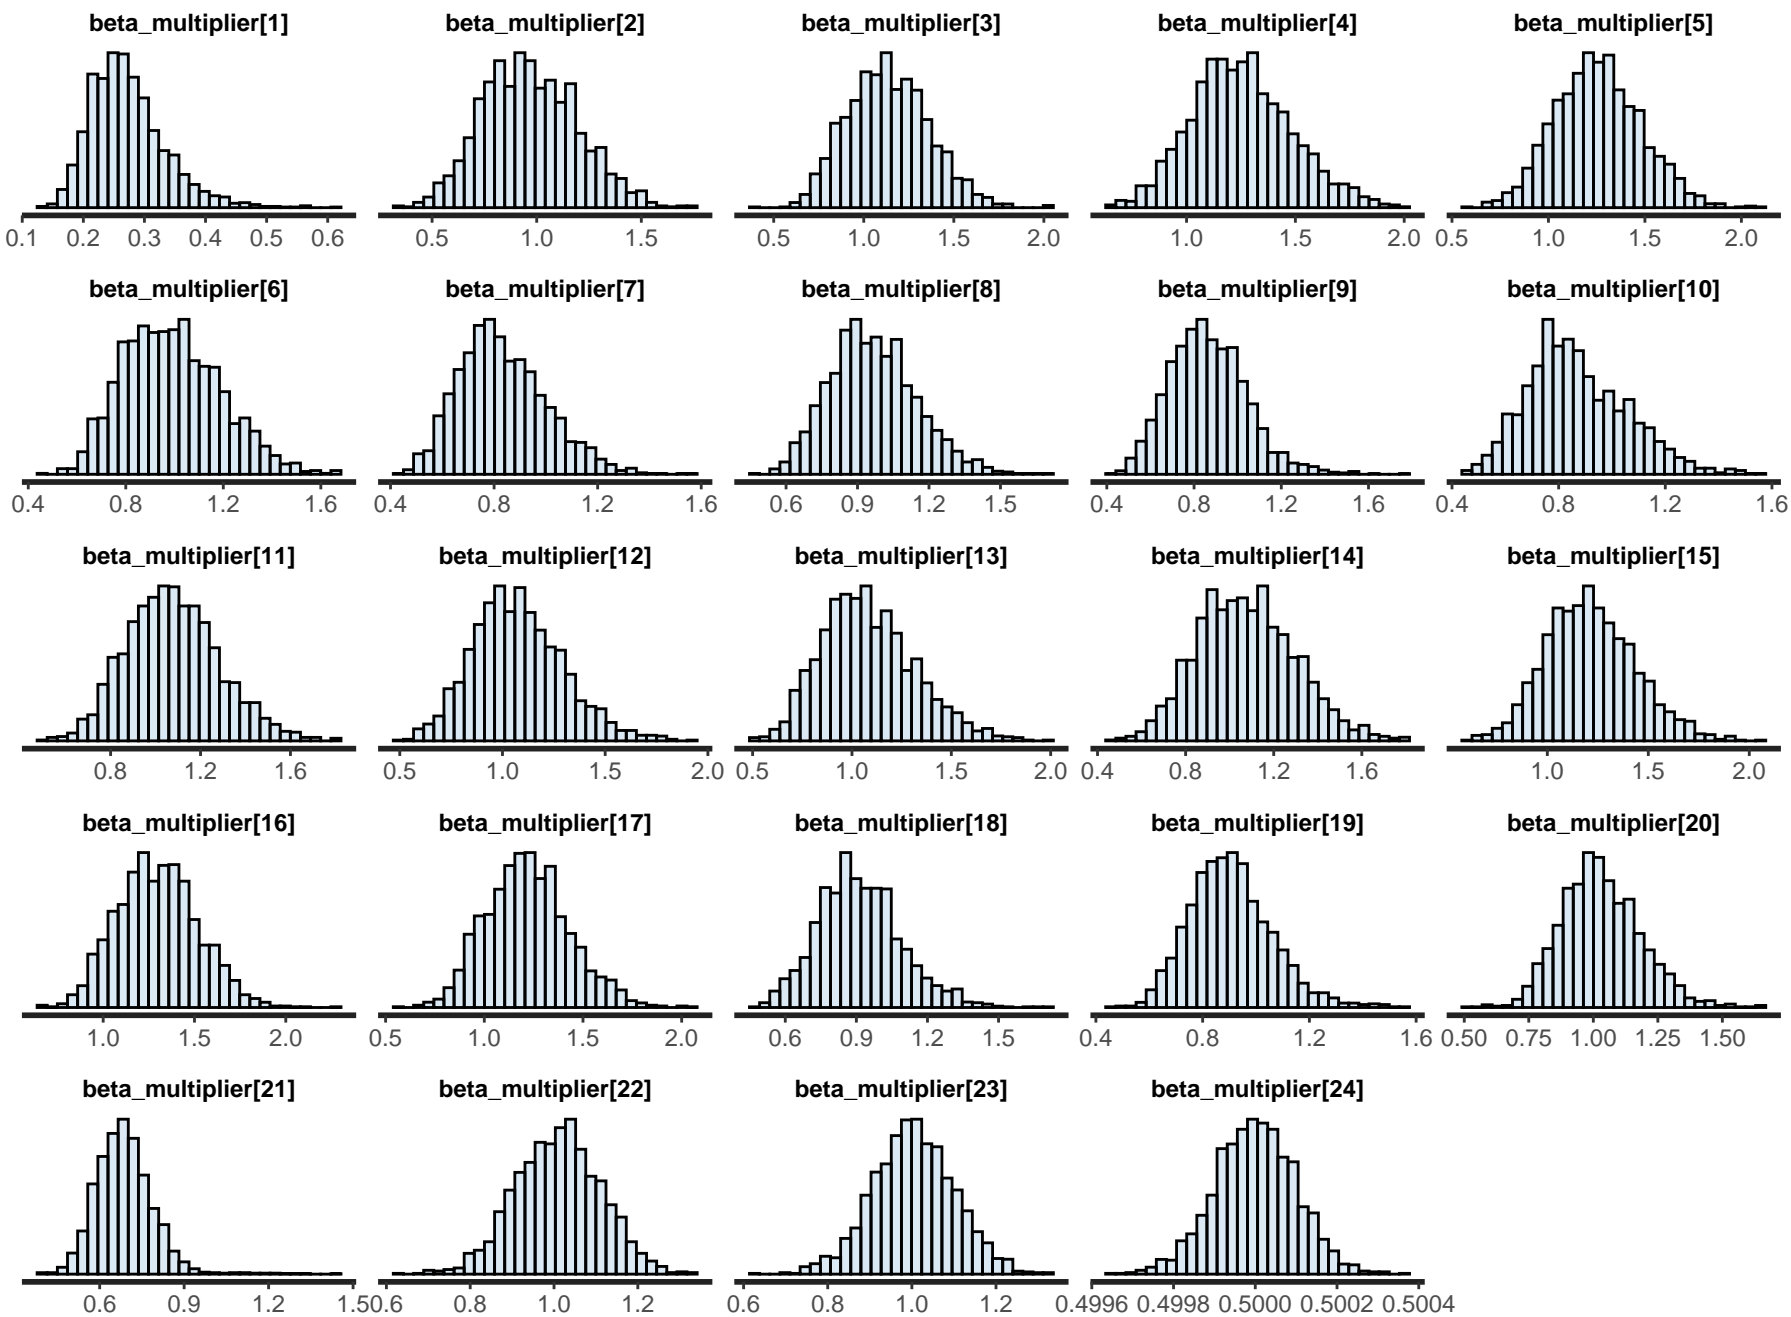 beta_multiplier[1] beta_multiplier[2] beta_multiplier[3] beta_multiplier[4] beta_multiplier[5]
0.1 0.2 0.3 0.4 0.5 0.6 0.5 1.0 1.5 0.5 1.0 1.5 2.0 1.0 1.5 2.0 0.5 1.0 1.5 2.0
beta_multiplier[6] beta_multiplier[7] beta_multiplier[8] beta_multiplier[9] beta_multiplier[10]
0.4 0.8 1.2 1.6 0.4 0.8 1.2 1.6 0.6 0.9 1.2 1.5 0.4 0.8 1.2 1.6 0.4 0.8 1.2 1.6
beta_multiplier[11] beta_multiplier[12] beta_multiplier[13] beta_multiplier[14] beta_multiplier[15]
0.8 1.2 1.6 0.5 1.0 1.5 2.0 0.5 1.0 1.5 2.0 0.4 0.8 1.2 1.6 1.0 1.5 2.0
beta_multiplier[16] beta_multiplier[17] beta_multiplier[18] beta_multiplier[19] beta_multiplier[20]
1.0 1.5 2.0 0.5 1.0 1.5 2.0 0.6 0.9 1.2 1.5 0.4 0.8 1.2 1.6 0.50 0.75 1.00 1.25 1.50
beta_multiplier[21] beta_multiplier[22] beta_multiplier[23] beta_multiplier[24]
0.6 0.9 1.2 1.5 0.6 0.8 1.0 1.2 0.6 0.8 1.0 1.2 0.4996 0.4998 0.5000 0.5002 0.5004